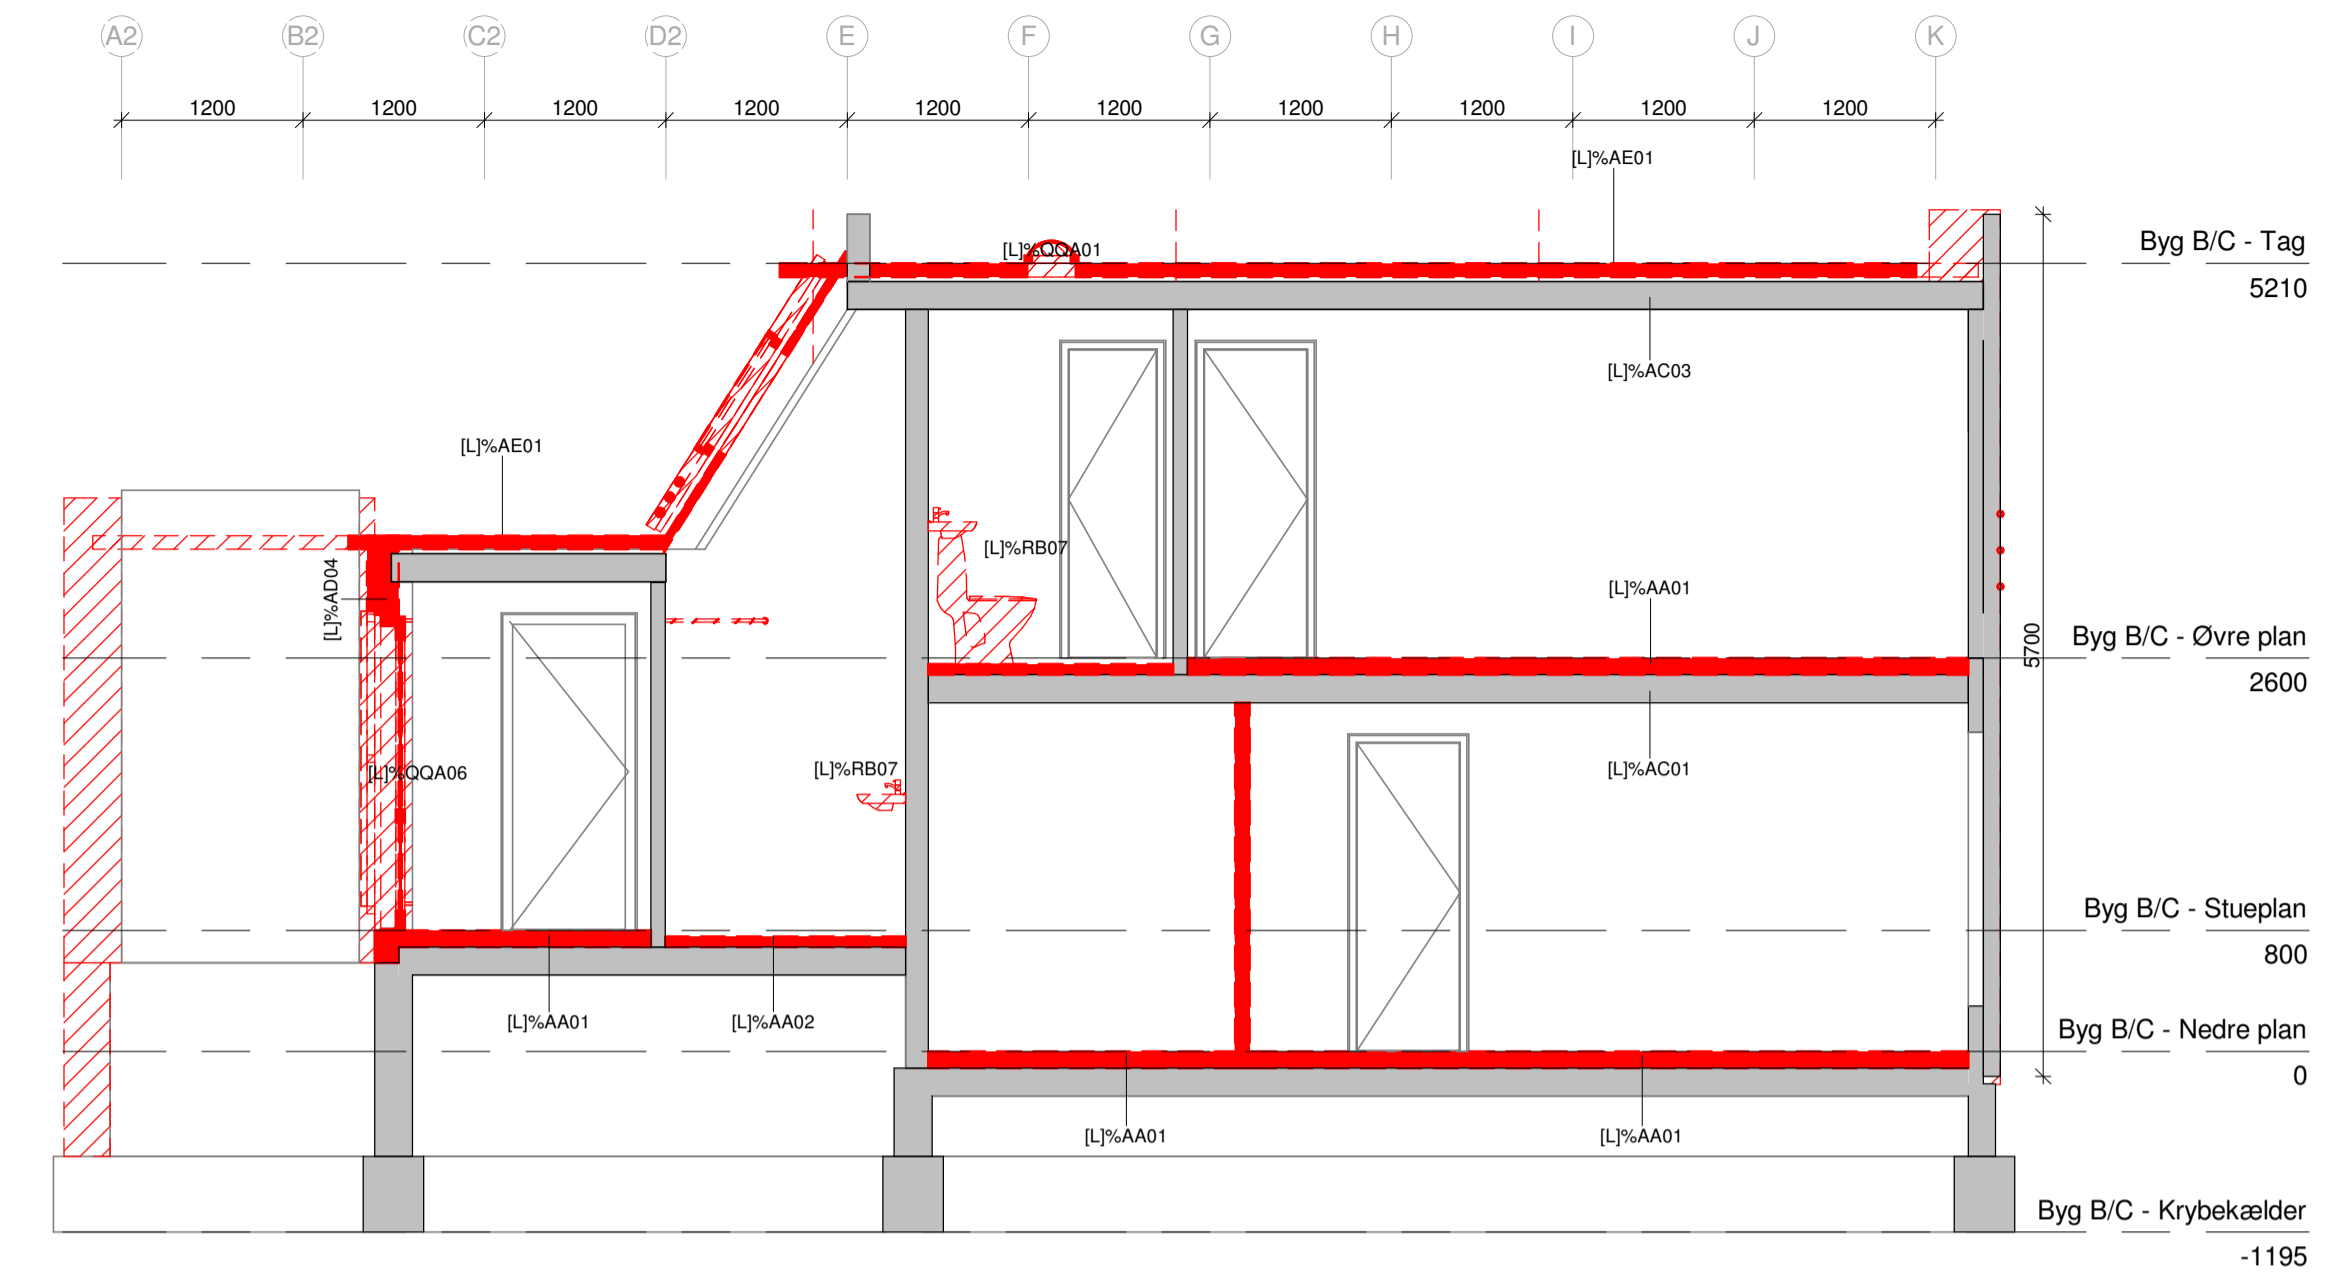 A2 B2 C2 D2 E F G H I J K
1200 1200 1200 1200 1200 1200 1200 1200 1200 1200
[L]%AE01
Byg B/C - Tag
[L]%QQA01
5210
[L]%AC03
[L]%AE01
[L]%RB07
[L]%AD04
[L]%AA01
Byg B/C - Øvre plan
5700
2600
[L]%QQA06
[L]%RB07
[L]%AC01
Byg B/C - Stueplan
800
[L]%AA01
[L]%AA02
Byg B/C - Nedre plan
0
[L]%AA01
[L]%AA01
Byg B/C - Krybekælder
-1195